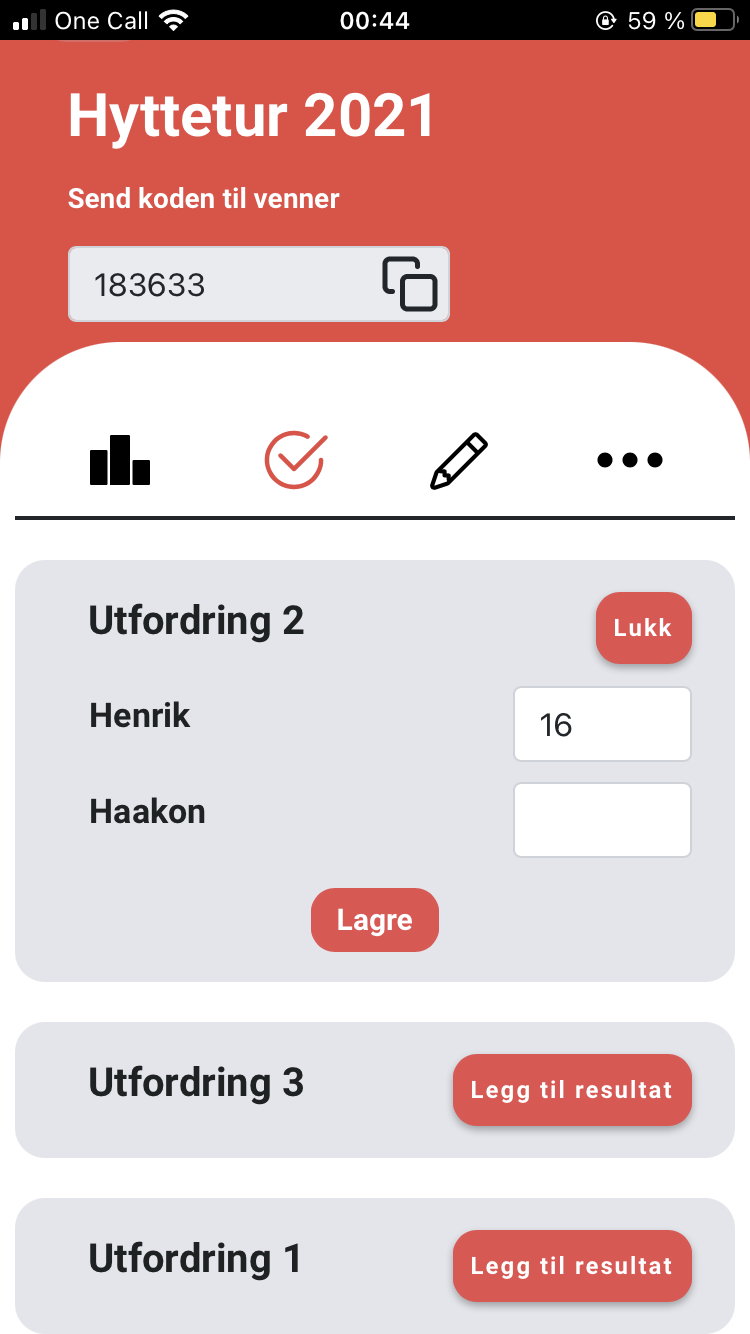 One Call 00:44 59 %
Hyttetur 2021
Send koden til venner
183633
Utfordring 2 Lukk
Henrik 16
Haakon
Lagre
Utfordring 3 Legg til resultat
Utfordring 1 Legg til resultat